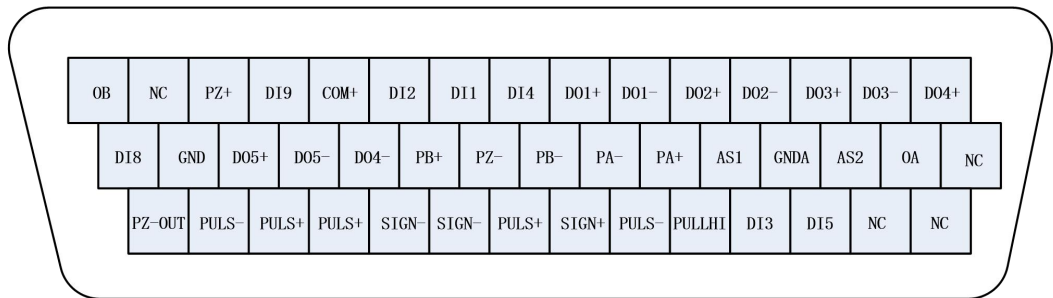 OB NC PZ+ DI9 COM+ DI2 DI1 DI4 DO1+ DO1- DO2+ DO2- DO3+ DO3- DO4+
DI8 GND DO5+ DO5- DO4- PB+ PZ- PB- PA- PA+ AS1 GNDA AS2 OA NC
PZ-OUT PULS- PULS+ PULS+ SIGN- SIGN- PULS+ SIGN+ PULS- PULLHI DI3 DI5 NC NC